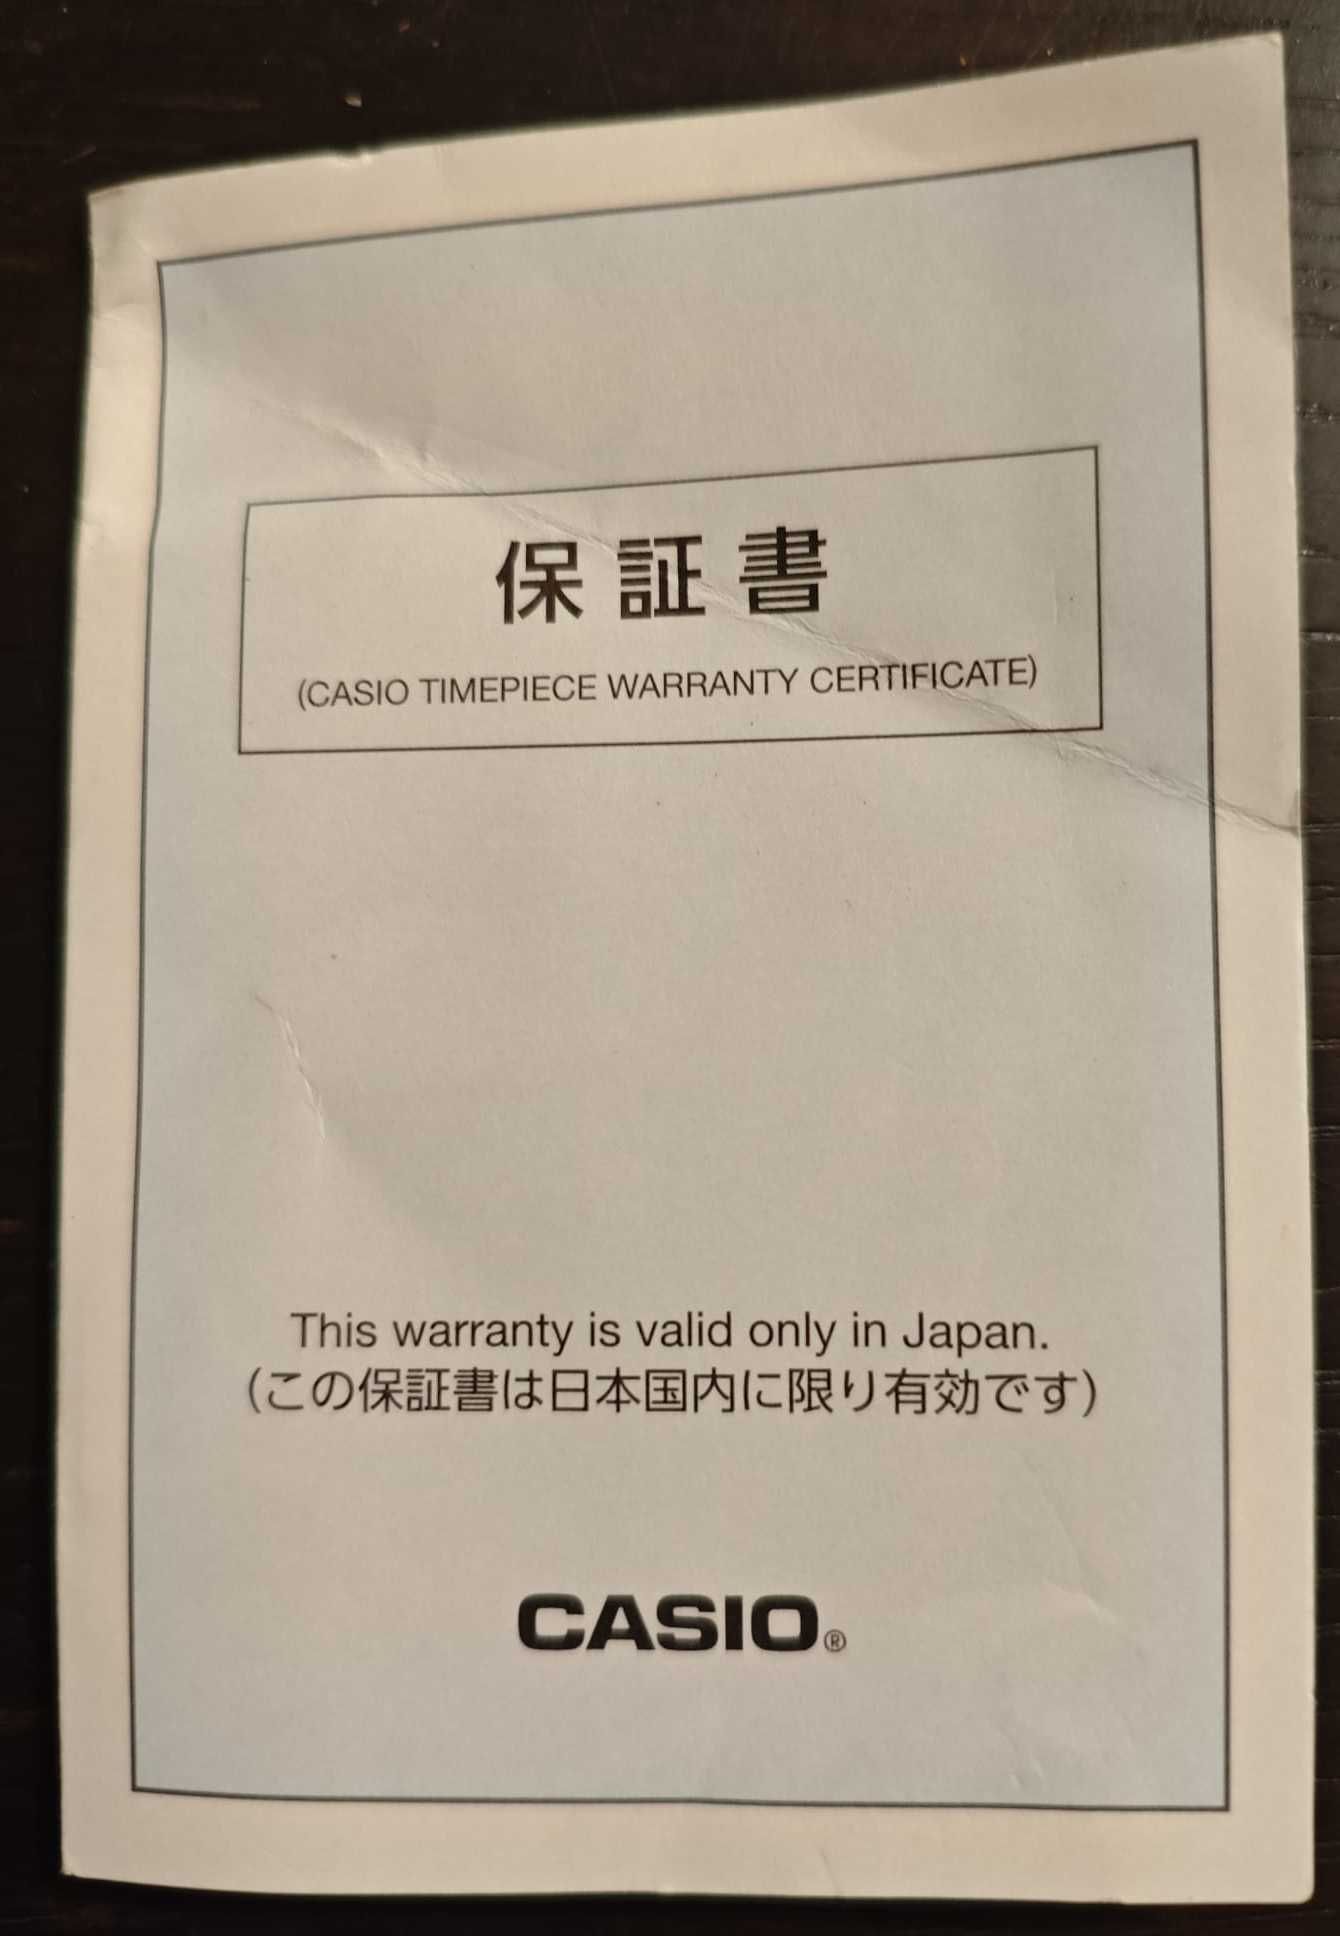 保証書
(CASIO TIMEPIECE WARRANTY CERTIFICATE)
This warranty is valid only in Japan.
(この保証書は日本国内に限り有効です)
CASIO®